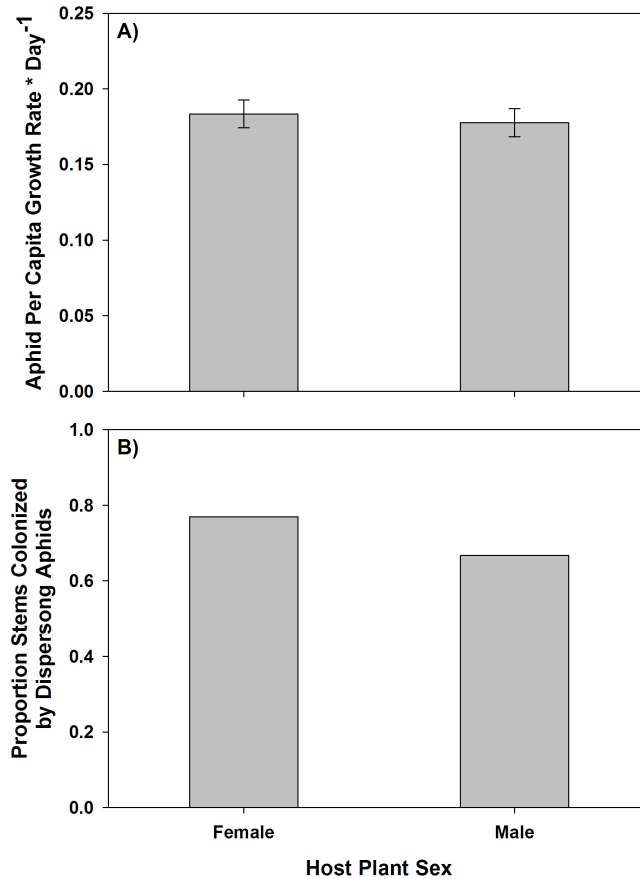 A)
Aphid Per Capita Growth Rate * Day-1
0.25
0.20
0.15
0.10
0.05
0.00
B)
Proportion Stems Colonized
by Dispersong Aphids
1.0
0.8
0.6
0.4
0.2
0.0
Female Male
Host Plant Sex